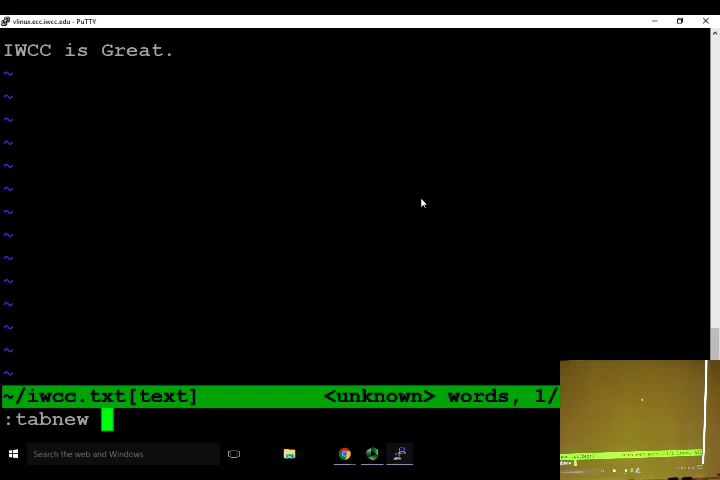 vlinux.ecc.iwcc.edu - PuTTY
IWCC is Great.
~
~
~
~
~
~
~
~
~
~
~
~
~
~
~/iwcc.txt[text] <unknown> words, 1/
:tabnew
Search the web and Windows